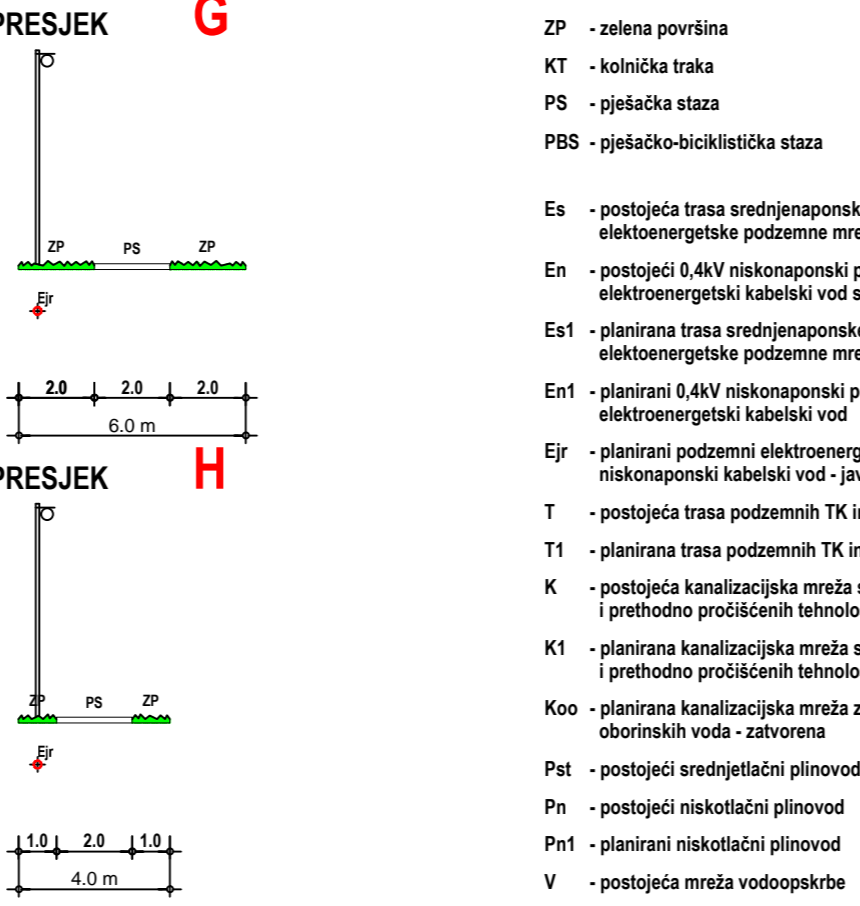 PRESJEK G
ZP PS ZP
Ejr
2.0 2.0 2.0
6.0 m
PRESJEK H
ZP PS ZP
Ejr
1.0 2.0 1.0
4.0 m
ZP - zelena površina
KT - kolnička traka
PS - pješačka staza
PBS - pješačko-biciklistička staza
Es - postojeća trasa srednjenaponsk
elektoenergetske podzemne mre
En - postojeći 0,4kV niskonaponski p
elektroenergetski kabelski vod s
Es1 - planirana trasa srednjenaponske
elektoenergetske podzemne mre
En1 - planirani 0,4kV niskonaponski p
elektroenergetski kabelski vod
Ejr - planirani podzemni elektroenerg
niskonaponski kabelski vod - jav
T - postojeća trasa podzemnih TK in
T1 - planirana trasa podzemnih TK in
K - postojeća kanalizacijska mreža s
i prethodno pročišćenih tehnolo
K1 - planirana kanalizacijska mreža s
i prethodno pročišćenih tehnolo
Koo - planirana kanalizacijska mreža z
oborinskih voda - zatvorena
Pst - postojeći srednjetlačni plinovod
Pn - postojeći niskotlačni plinovod
Pn1 - planirani niskotlačni plinovod
V - postojeća mreža vodoopskrbe